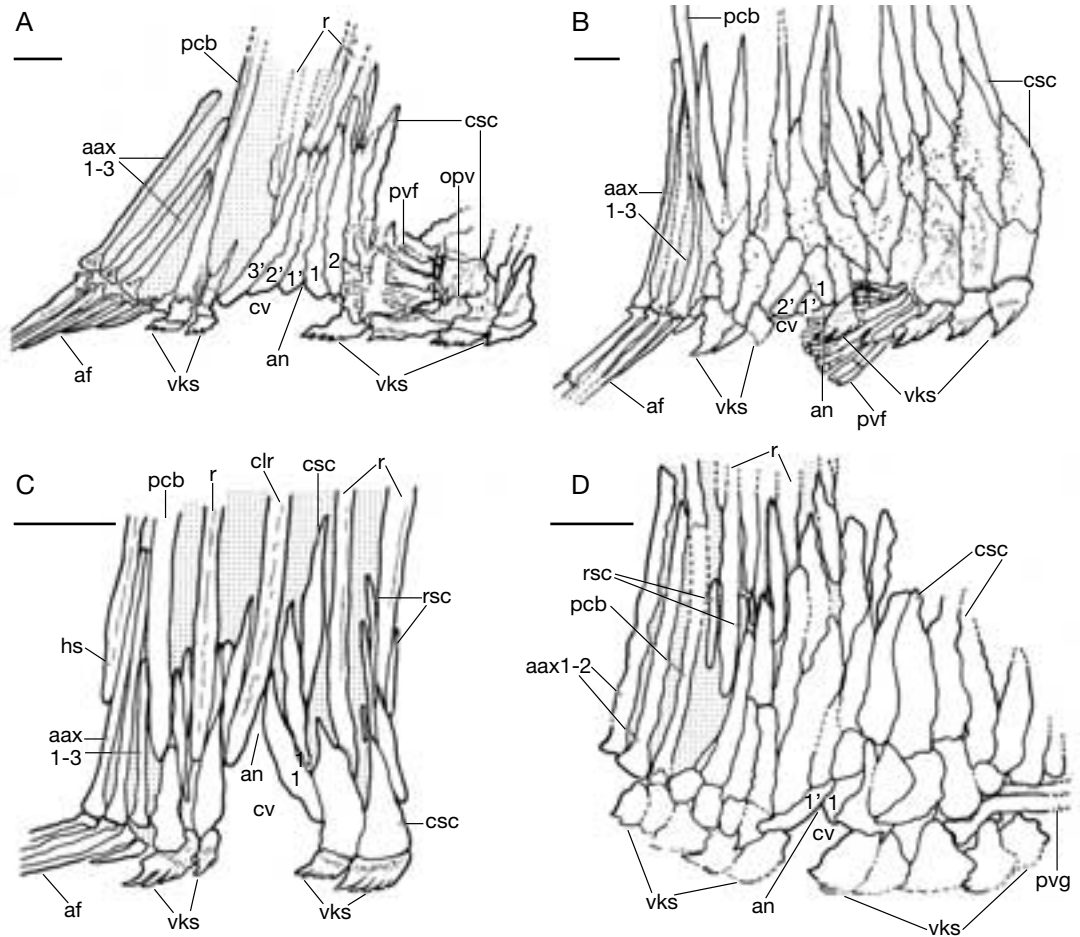 A
pcb
r
csc
aax
1-3
pvf
opv
3' 2' 1' 1 2
cv
an
af
vks
vks
B
pcb
csc
aax
1-3
1
2' 1'
cv
af
vks
an
pvf
vks
C
pcb
r
clr
csc
r
rsc
hs
aax
1-3
an
1
1
cv
csc
af
vks
vks
D
r
csc
rsc
pcb
aax1-2
1' 1
cv
pvg
vks
an
vks